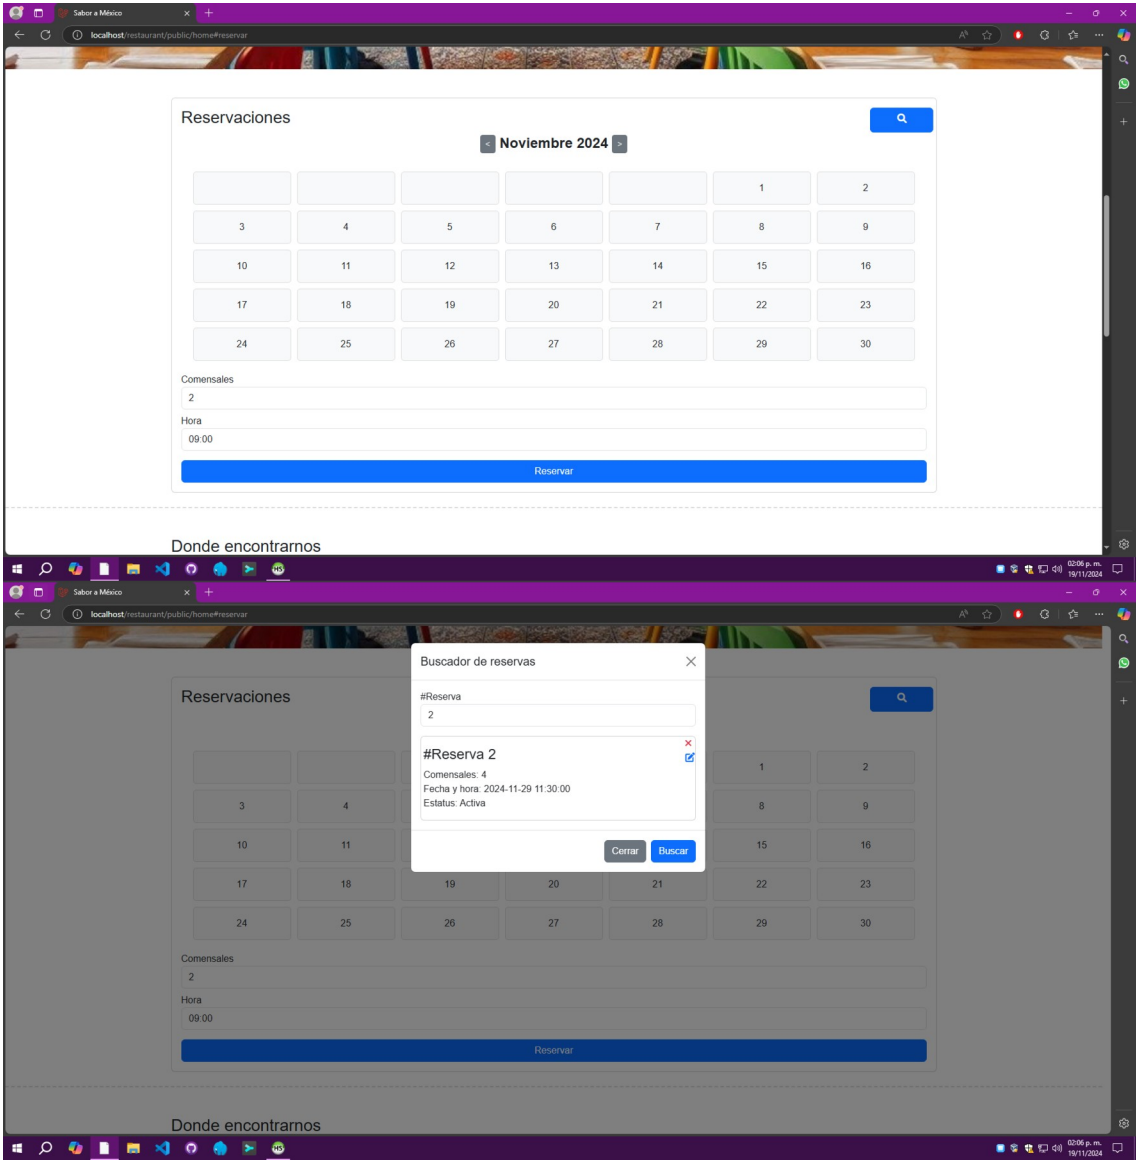 Sabor a México
localhost/restaurant/public/home#reservar
Reservaciones
< Noviembre 2024 >
1 2
3 4 5 6 7 8 9
10 11 12 13 14 15 16
17 18 19 20 21 22 23
24 25 26 27 28 29 30
Comensales
2
Hora
09:00
Reservar
Donde encontrarnos
02:06 p. m.
19/11/2024
Sabor a México
localhost/restaurant/public/home#reservar
Buscador de reservas
Reservaciones
#Reserva
2
#Reserva 2
Comensales: 4
Fecha y hora: 2024-11-29 11:30:00
Estatus: Activa
Cerrar Buscar
1 2
3 4 8 9
10 11 15 16
17 18 19 20 21 22 23
24 25 26 27 28 29 30
Comensales
2
Hora
09:00
Reservar
Donde encontrarnos
02:06 p. m.
19/11/2024